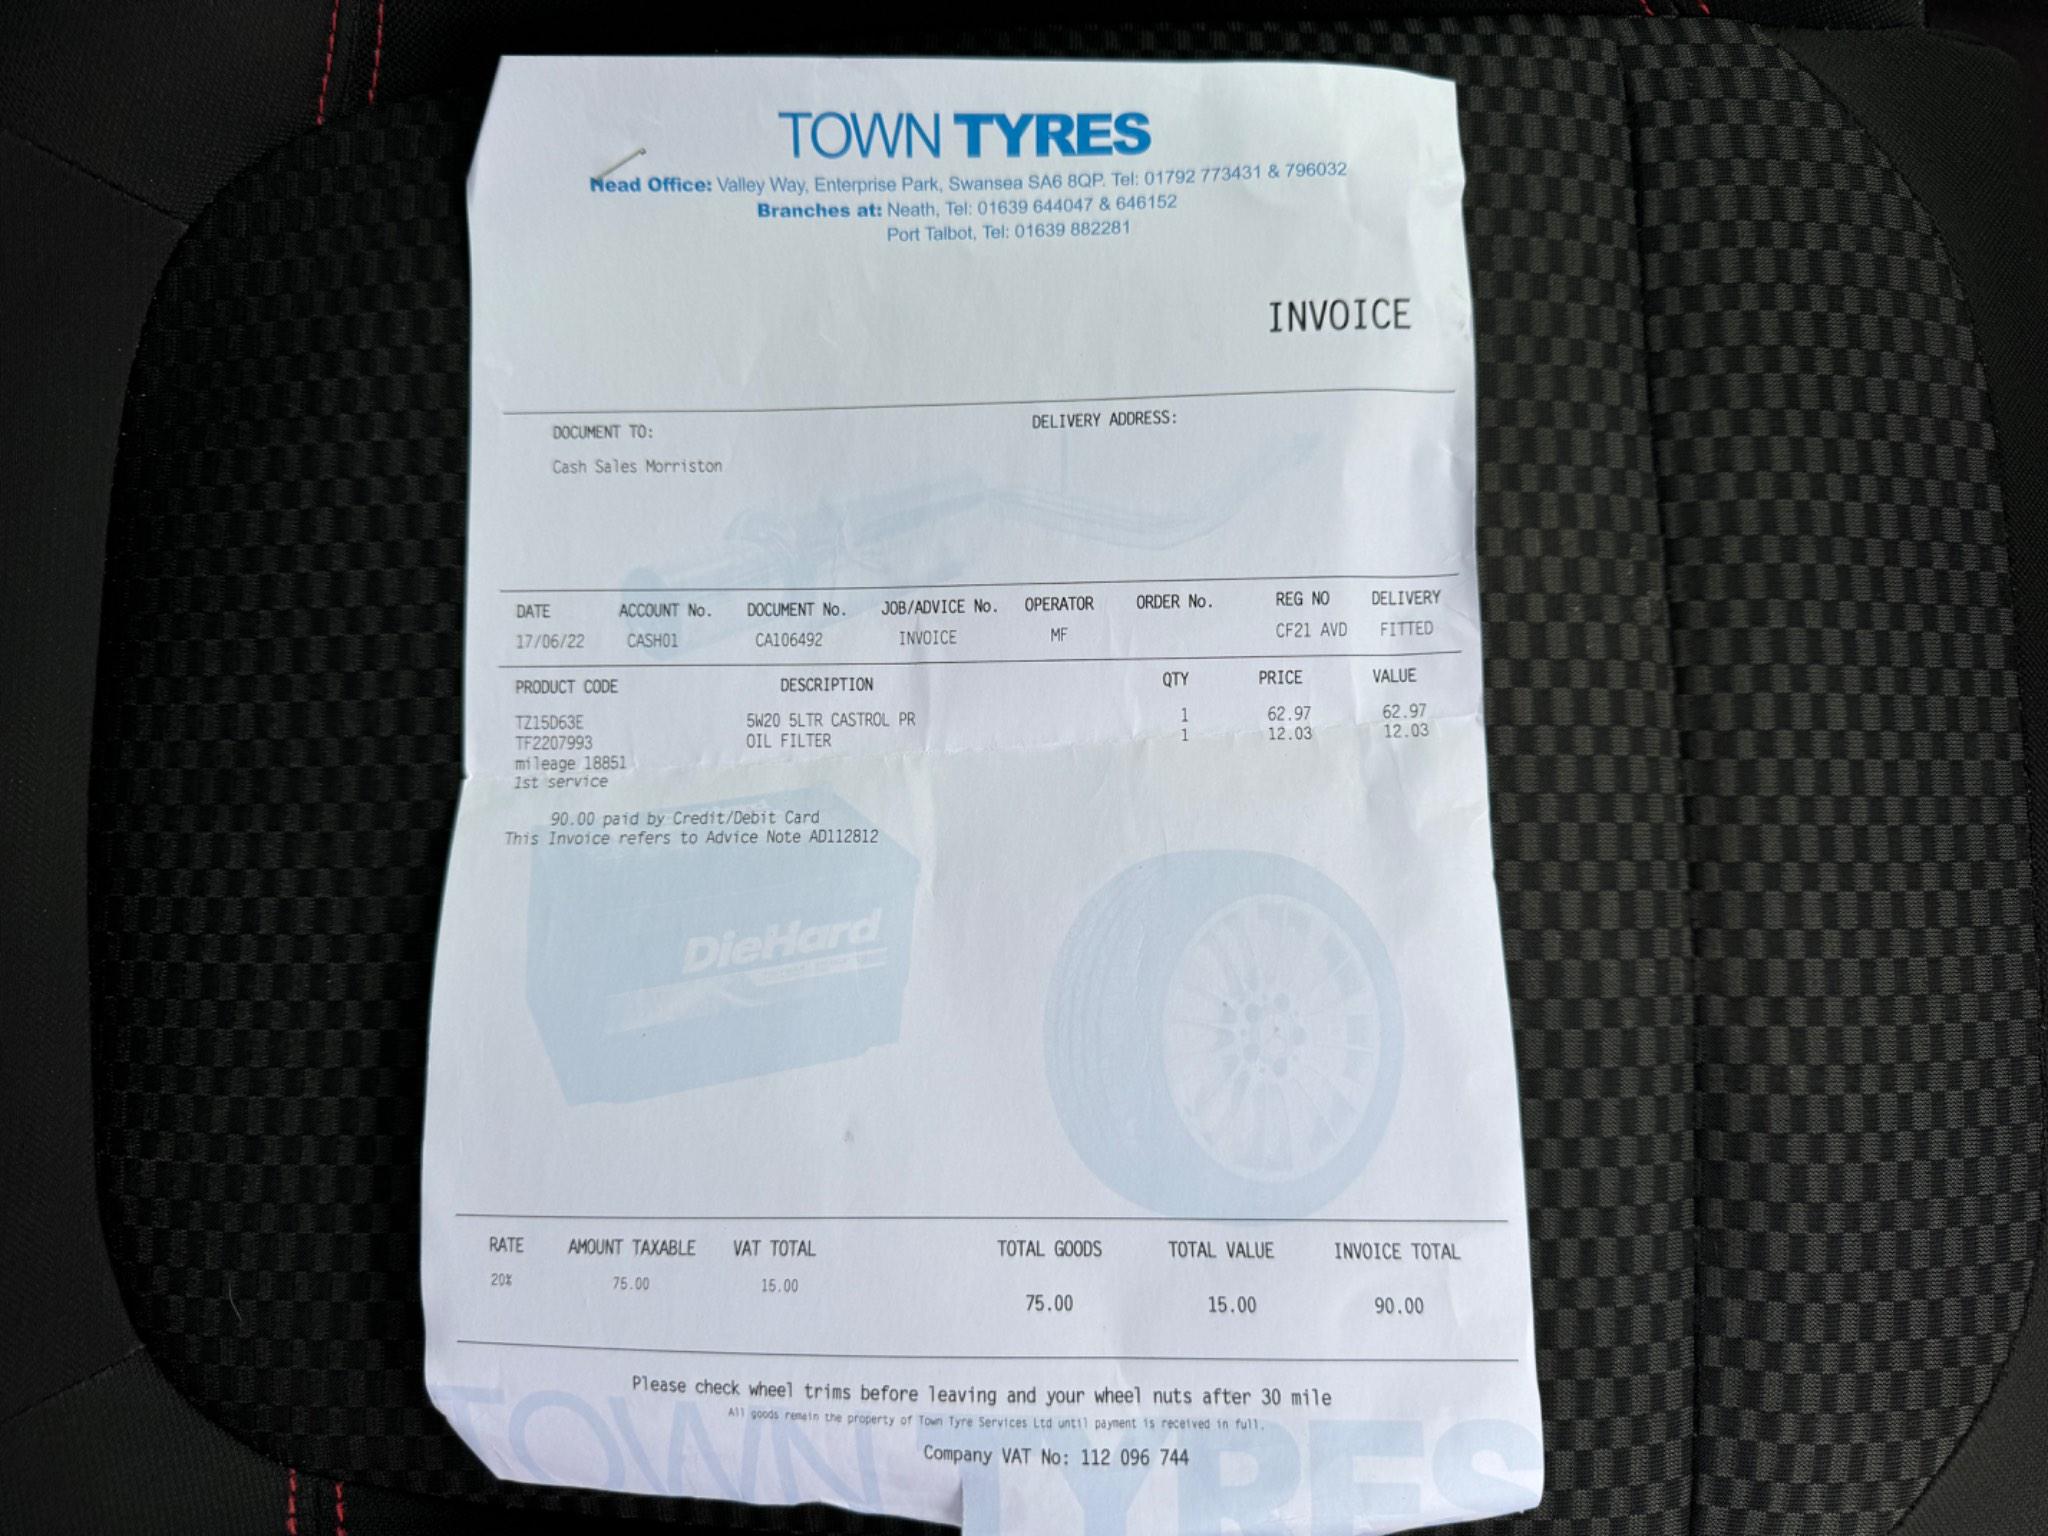 TOWN TYRES
Head Office: Valley Way, Enterprise Park, Swansea SA6 8QP. Tel: 01792 773431 & 796032
Branches at: Neath, Tel: 01639 644047 & 646152
Port Talbot, Tel: 01639 882281
INVOICE
DOCUMENT TO: DELIVERY ADDRESS:
Cash Sales Morriston
DATE ACCOUNT No. DOCUMENT No. JOB/ADVICE No. OPERATOR ORDER No. REG NO DELIVERY
17/06/22 CASH01 CA106492 INVOICE MF CF21 AVD FITTED
PRODUCT CODE DESCRIPTION QTY PRICE VALUE
TZ15D63E 5W20 5LTR CASTROL PR 1 62.97 62.97
TF2207993 OIL FILTER 1 12.03 12.03
mileage 18851
1st service
90.00 paid by Credit/Debit Card
This Invoice refers to Advice Note AD112812
DieHard
RATE AMOUNT TAXABLE VAT TOTAL TOTAL GOODS TOTAL VALUE INVOICE TOTAL
20% 75.00 15.00
75.00 15.00 90.00
Please check wheel trims before leaving and your wheel nuts after 30 mile
All goods remain the property of Town Tyre Services Ltd until payment is received in full.
Company VAT No: 112 096 744
TOWN TYRES